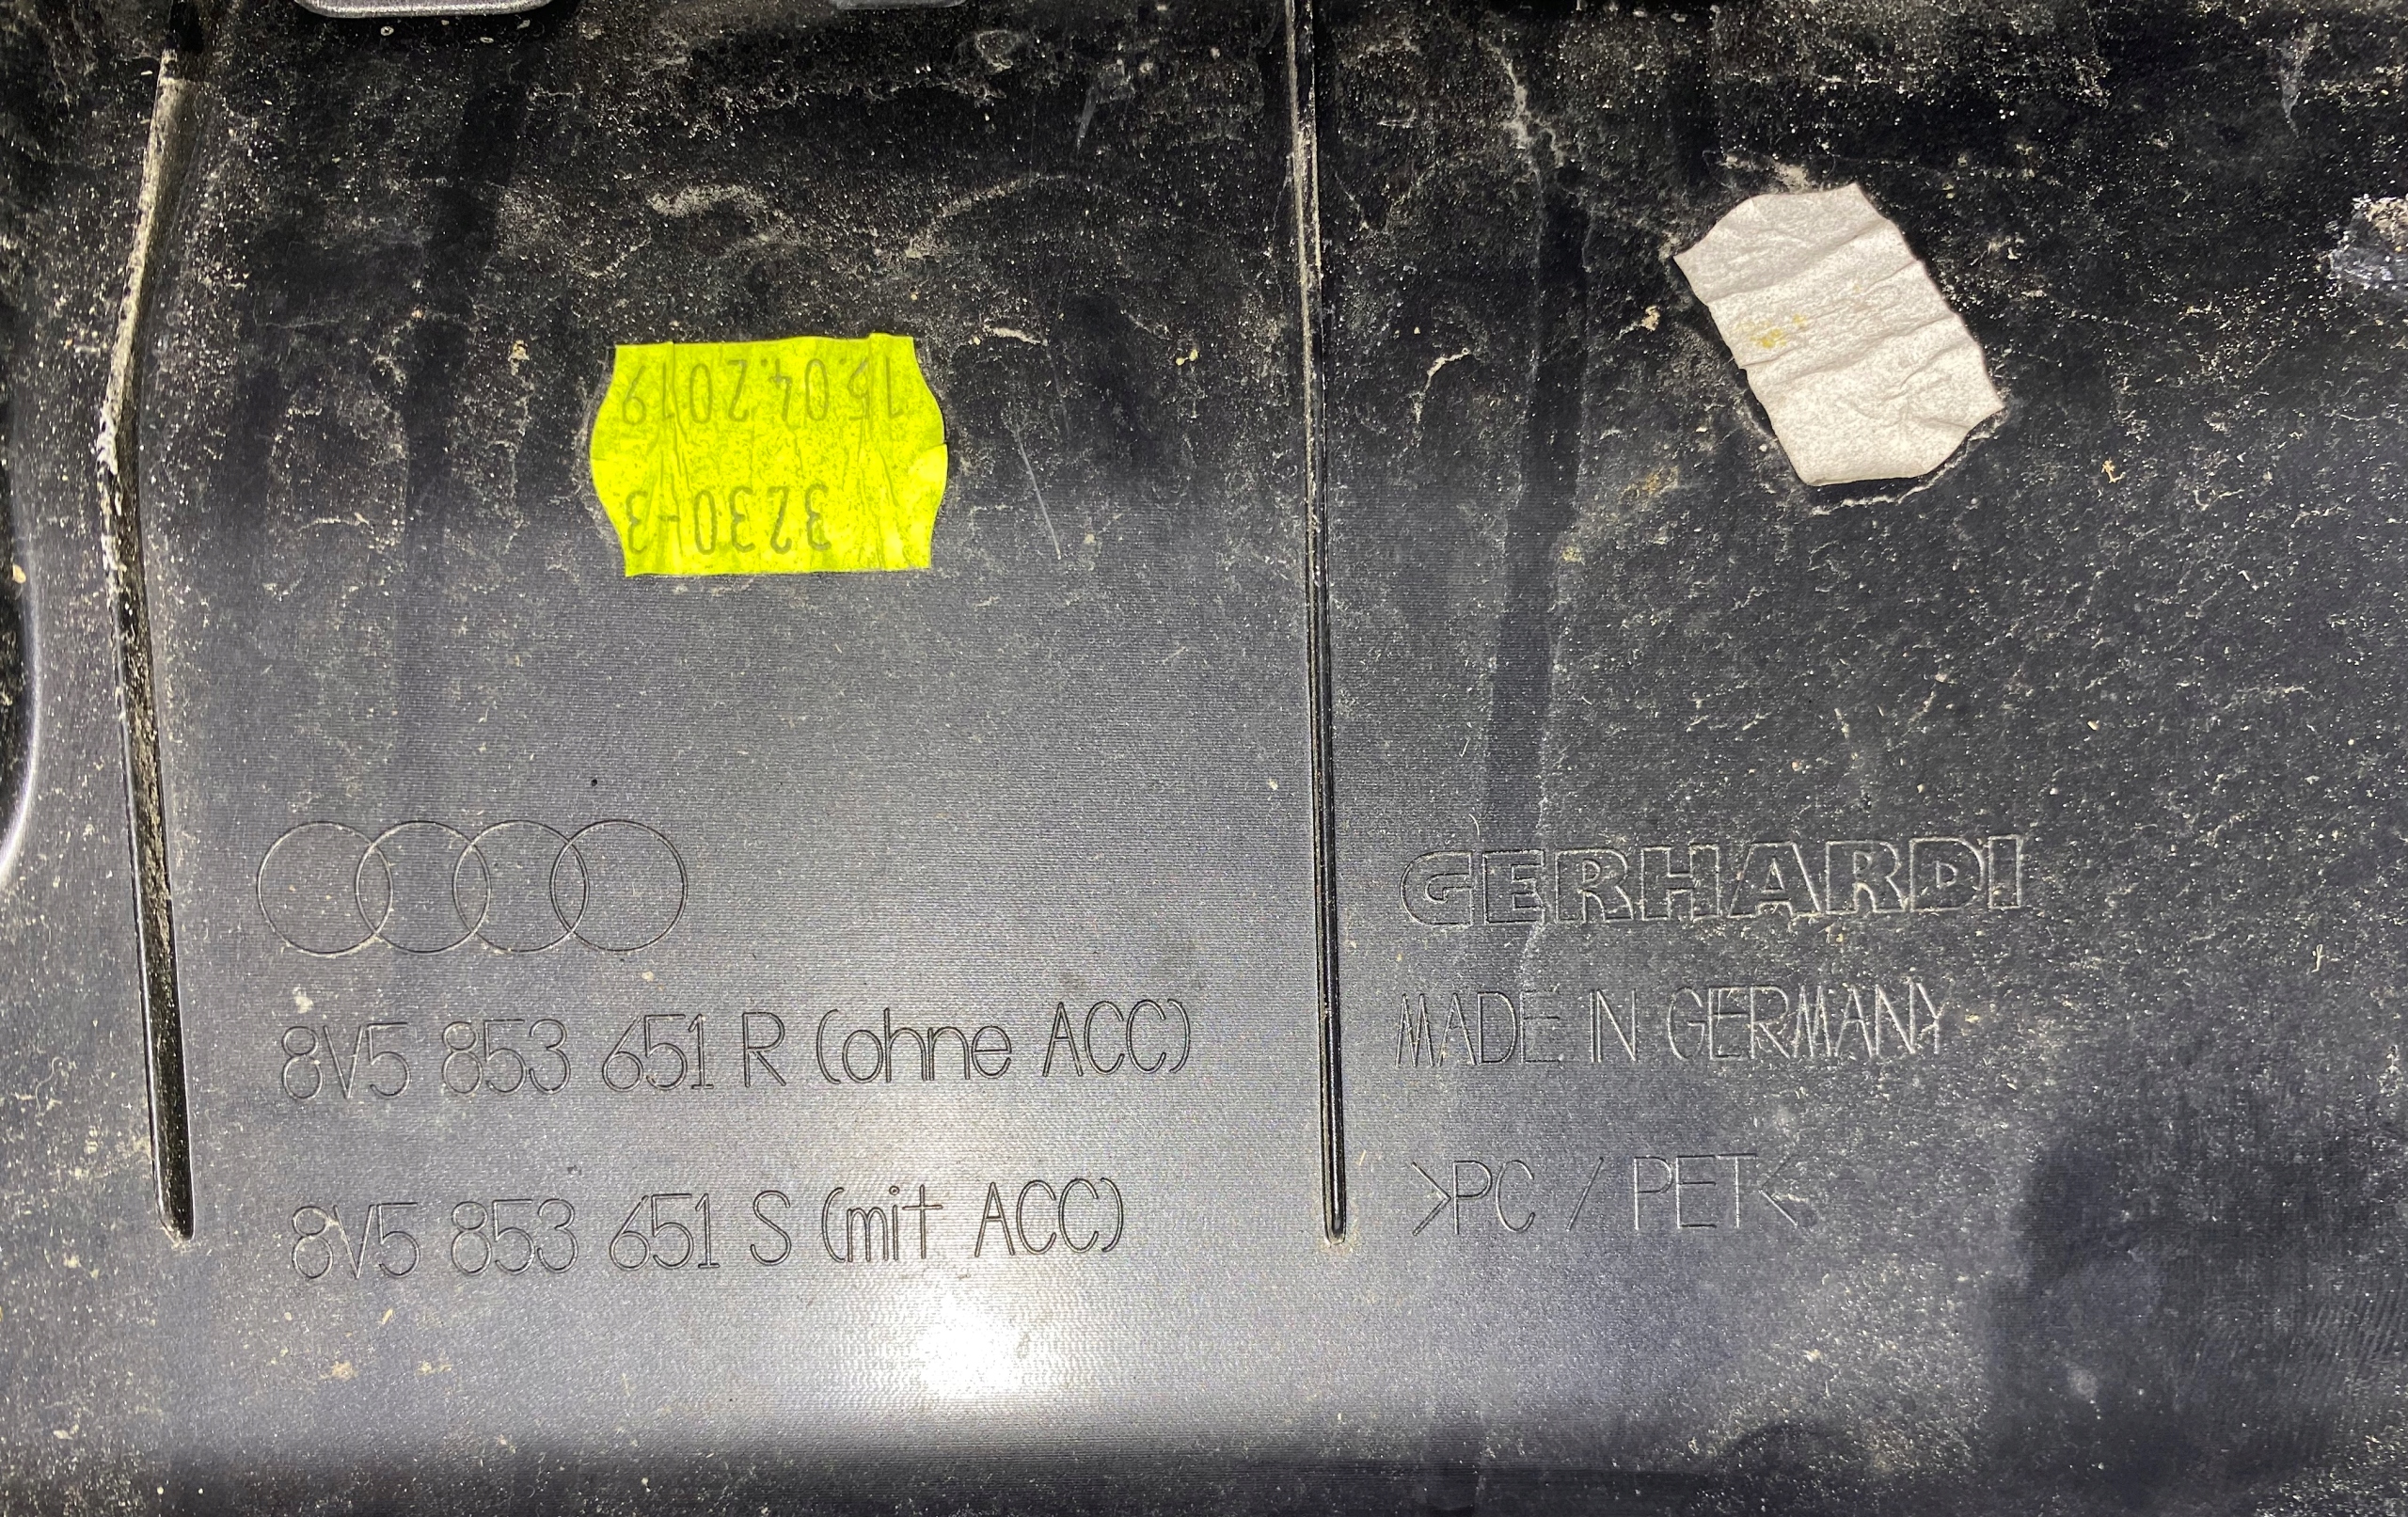 15.04.2019
3230-3
8V5 853 651 R (ohne ACC)
8V5 853 651 S (mit ACC)
GERHARDI
MADE IN GERMANY
>PC / PET<